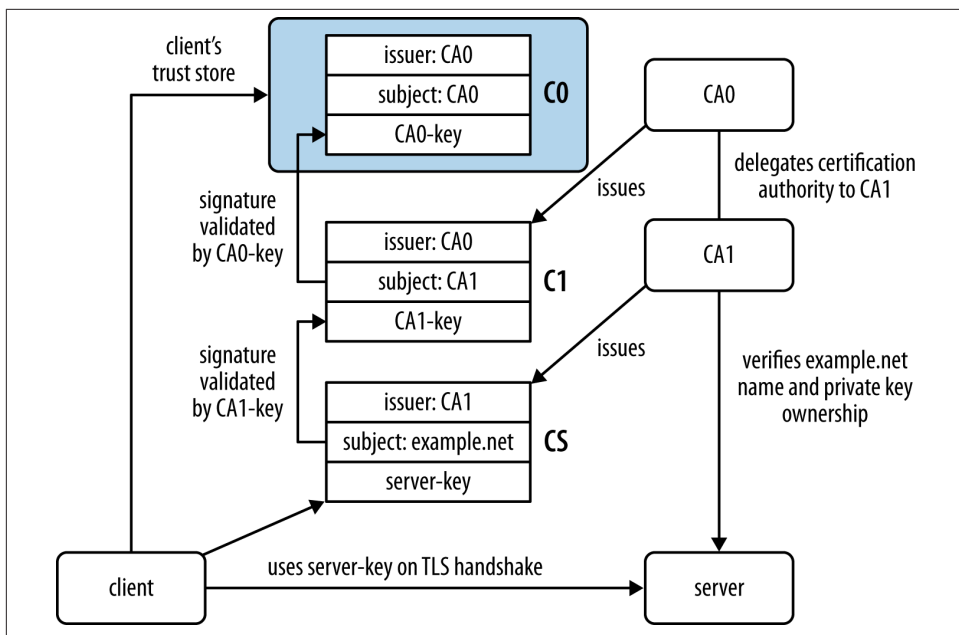 client's
trust store
issuer: CA0
subject: CA0
CA0-key
C0
CA0
delegates certification
authority to CA1
issues
signature
validated
by CA0-key
issuer: CA0
subject: CA1
CA1-key
C1
CA1
issues
signature
validated
by CA1-key
verifies example.net
name and private key
ownership
issuer: CA1
subject: example.net
server-key
CS
client
uses server-key on TLS handshake
server